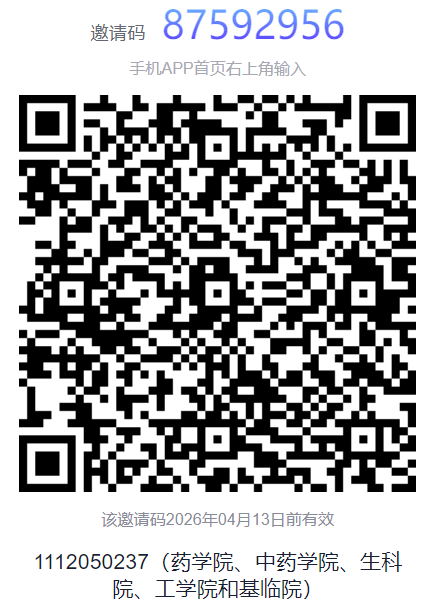 邀请码 87592956
手机APP首页右上角输入
该邀请码2026年04月13日前有效
1112050237（药学院、中药学院、生科
院、工学院和基临院）